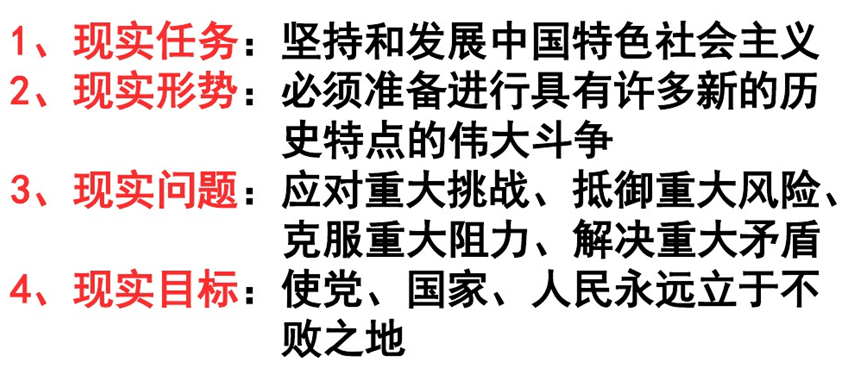 1、现实任务：坚持和发展中国特色社会主义
2、现实形势：必须准备进行具有许多新的历
史特点的伟大斗争
3、现实问题：应对重大挑战、抵御重大风险、
克服重大阻力、解决重大矛盾
4、现实目标：使党、国家、人民永远立于不
败之地